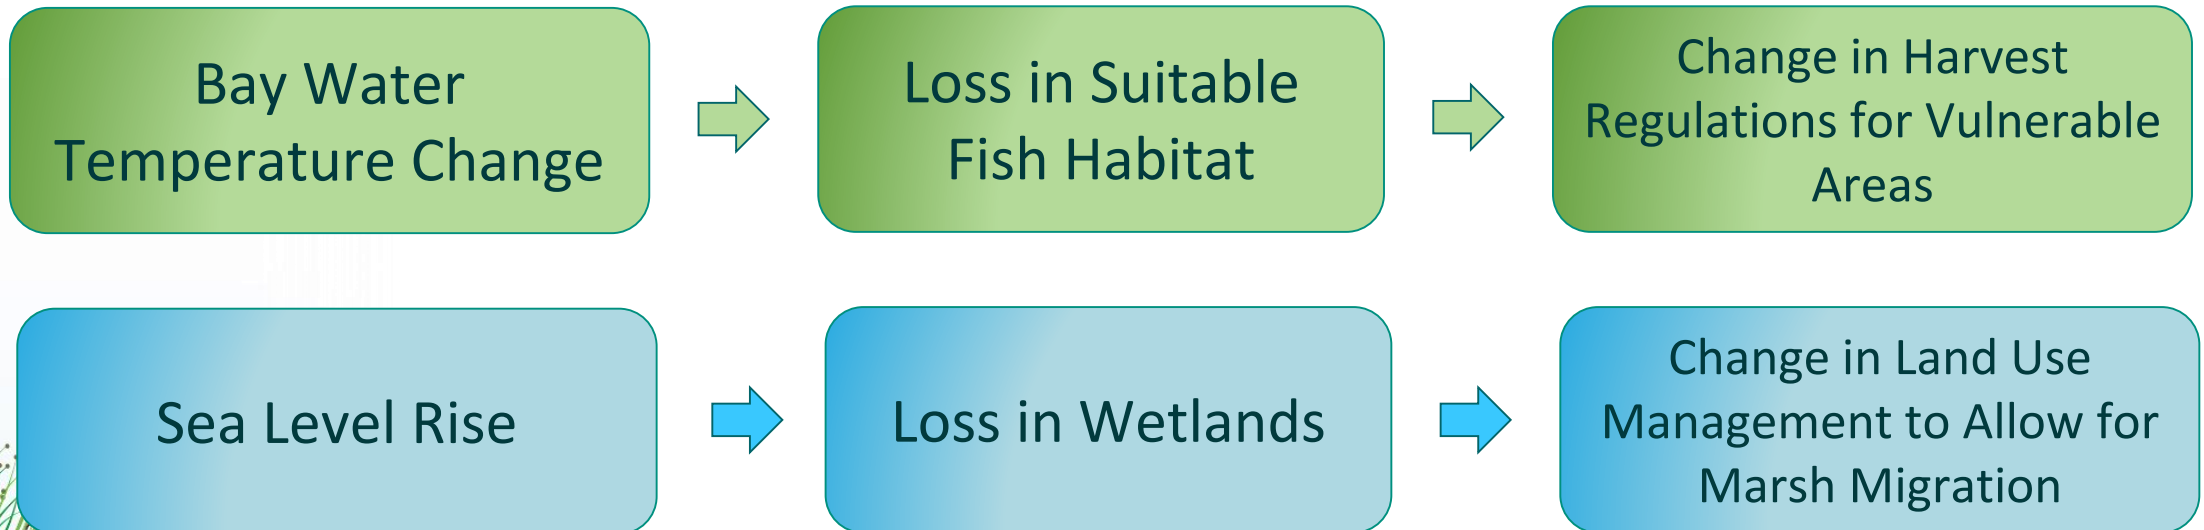 Bay Water
Temperature Change
Loss in Suitable
Fish Habitat
Change in Harvest
Regulations for Vulnerable
Areas
Sea Level Rise
Loss in Wetlands
Change in Land Use
Management to Allow for
Marsh Migration